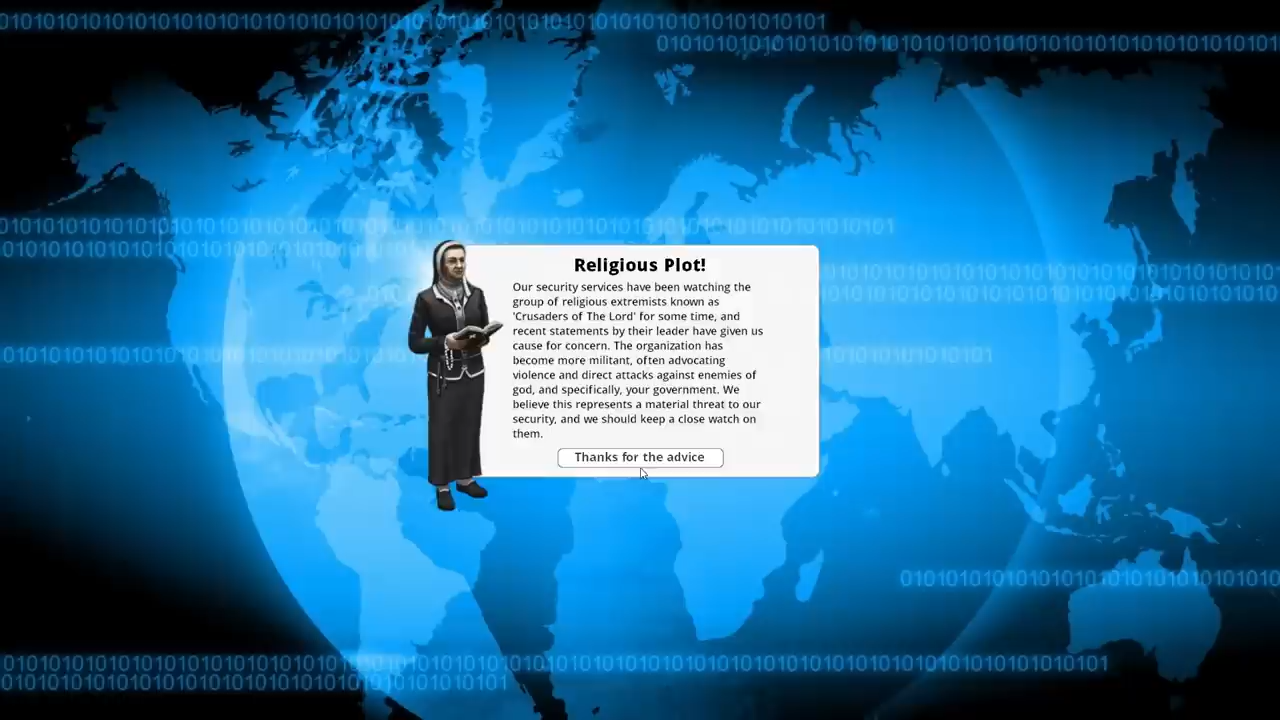 Religious Plot!
Our security services have been watching the
group of religious extremists known as
'Crusaders of The Lord' for some time, and
recent statements by their leader have given us
cause for concern. The organization has
become more militant, often advocating
violence and direct attacks against enemies of
god, and specifically, your government. We
believe this represents a material threat to our
security, and we should keep a close watch on
them.
Thanks for the advice